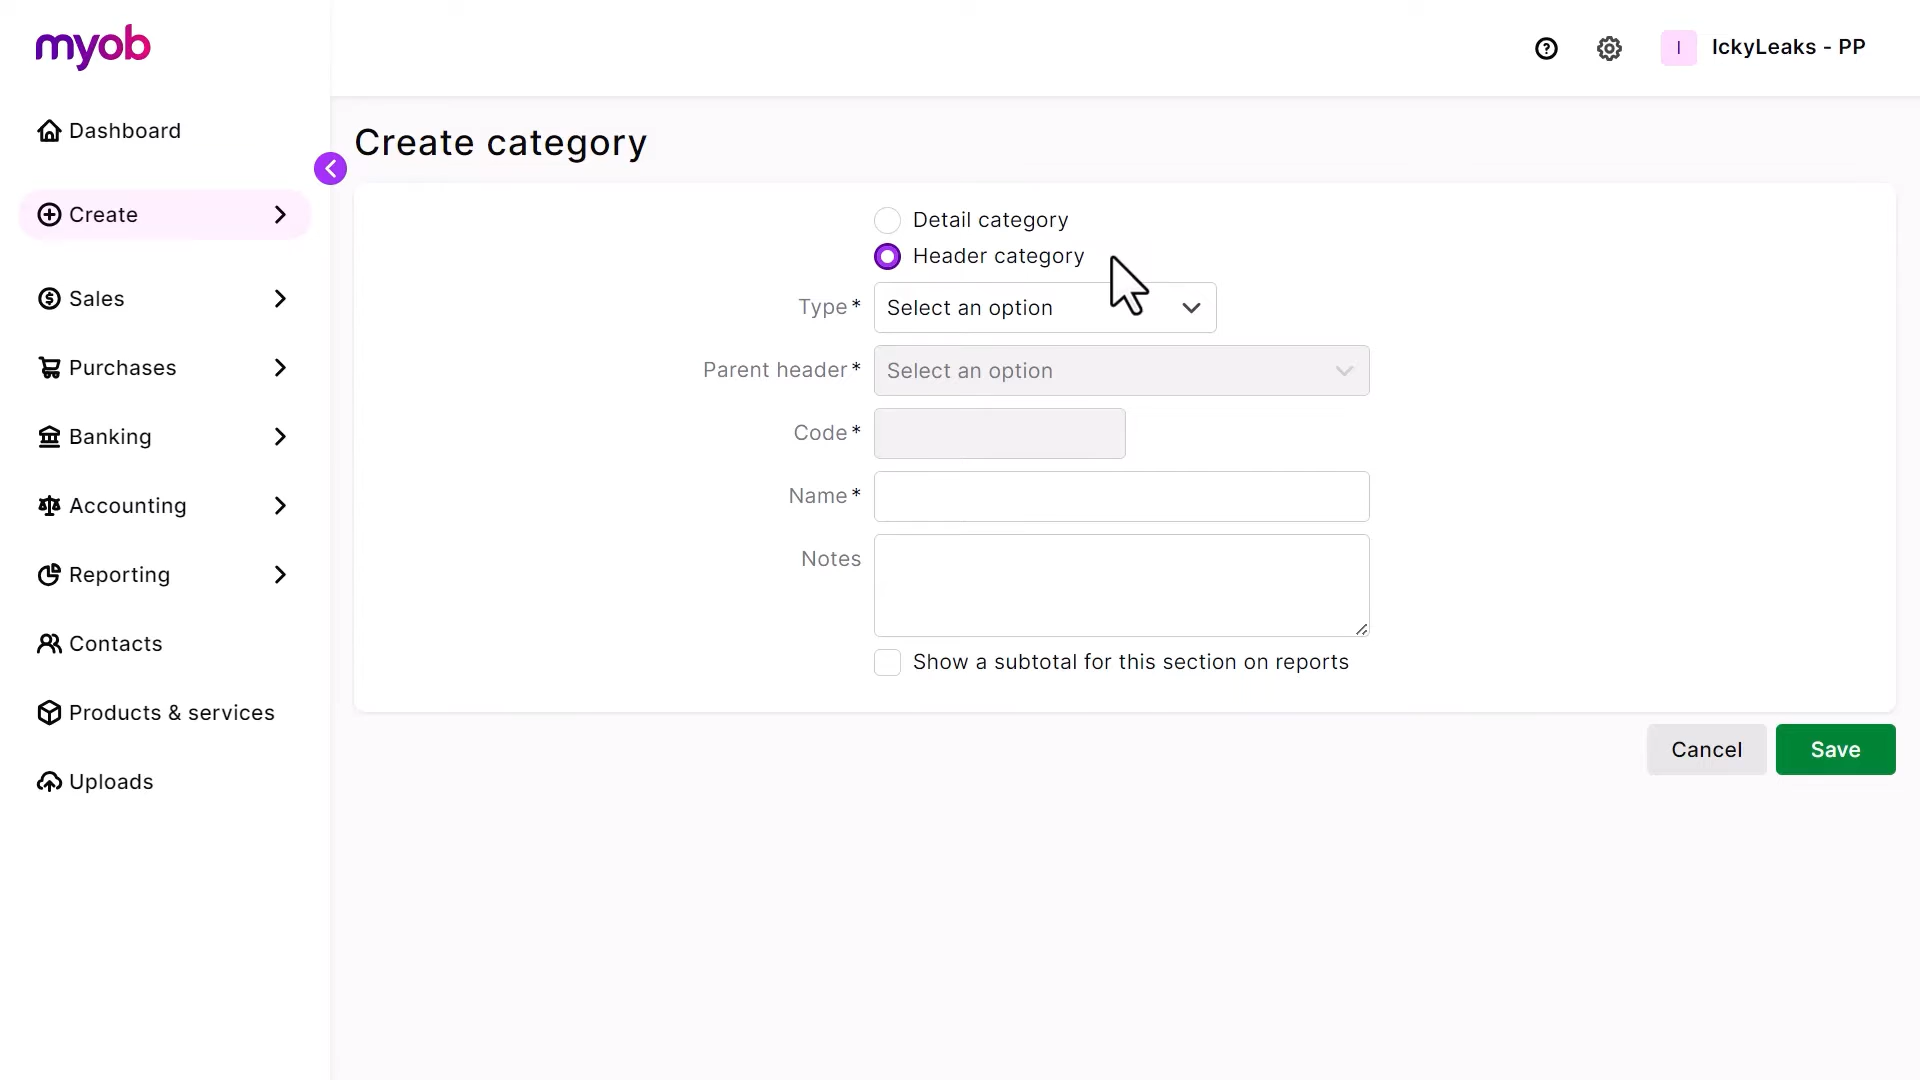 myob
IckyLeaks - PP
I
Dashboard
Create
Sales
Purchases
Banking
Accounting
Reporting
Contacts
Products & services
Uploads
Create category
Detail category
Header category
Type*
Select an option
Parent header*
Select an option
Code*
Name*
Notes
Show a subtotal for this section on reports
Cancel
Save